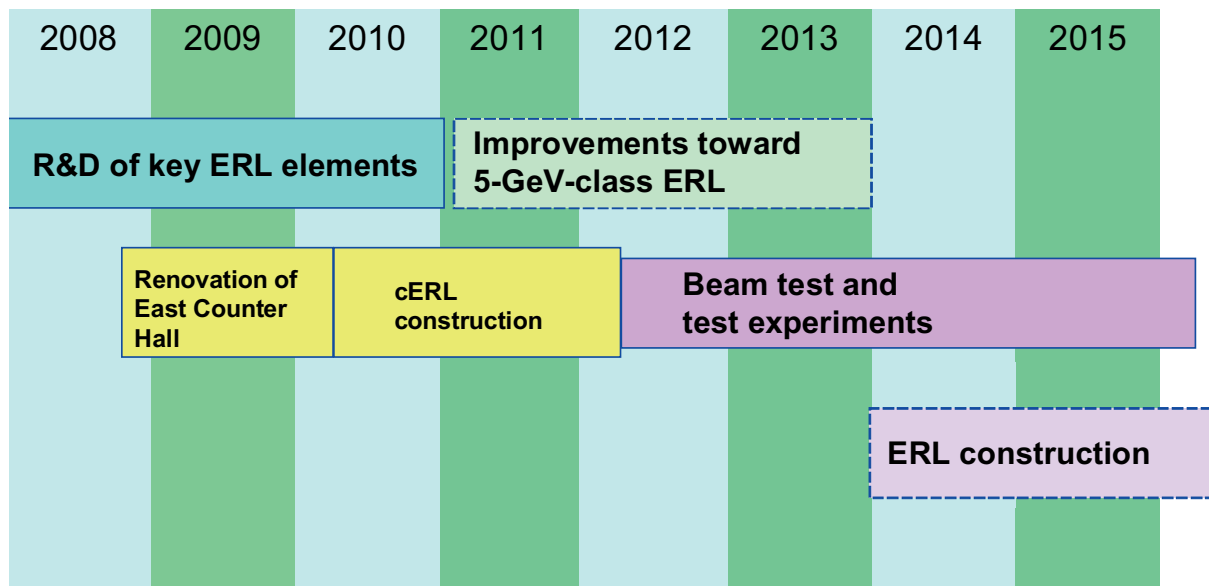 2008 2009 2010 2011 2012 2013 2014 2015
R&D of key ERL elements
Improvements toward
5-GeV-class ERL
Renovation of
East Counter
Hall
cERL
construction
Beam test and
test experiments
ERL construction